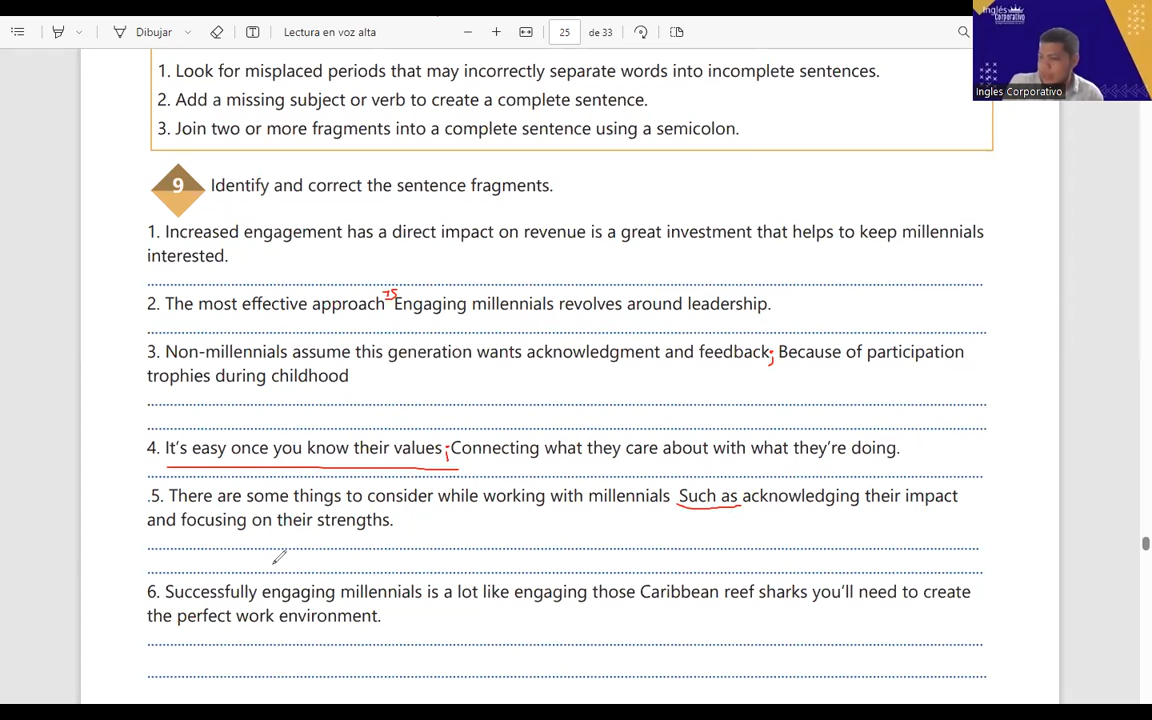 Dibujar
Lectura en voz alta
25
de 33
Inglés
Corporativo
Ingles Corporativo
1. Look for misplaced periods that may incorrectly separate words into incomplete sentences.
2. Add a missing subject or verb to create a complete sentence.
3. Join two or more fragments into a complete sentence using a semicolon.
9 Identify and correct the sentence fragments.
1. Increased engagement has a direct impact on revenue is a great investment that helps to keep millennials
interested.
is
2. The most effective approach Engaging millennials revolves around leadership.
3. Non-millennials assume this generation wants acknowledgment and feedback; Because of participation
trophies during childhood
4. It's easy once you know their values ; Connecting what they care about with what they're doing.
.5. There are some things to consider while working with millennials Such as acknowledging their impact
and focusing on their strengths.
6. Successfully engaging millennials is a lot like engaging those Caribbean reef sharks you'll need to create
the perfect work environment.